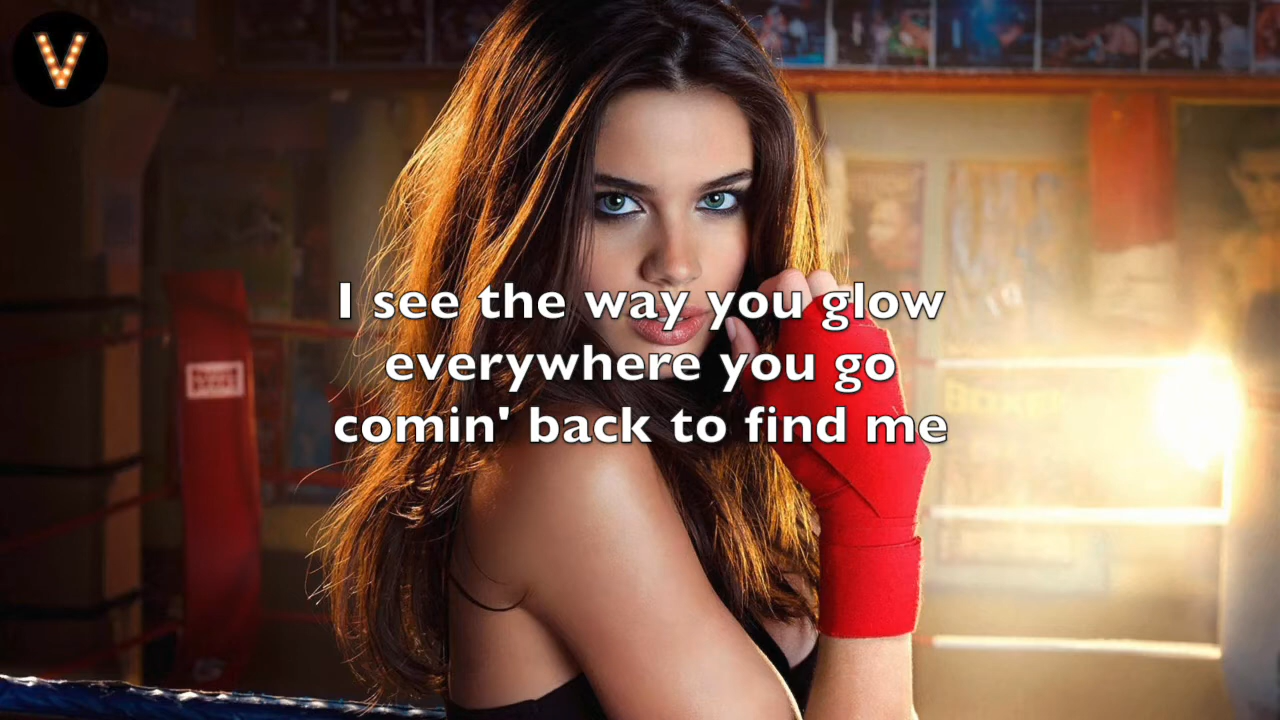 V
I see the way you glow
everywhere you go
comin' back to find me